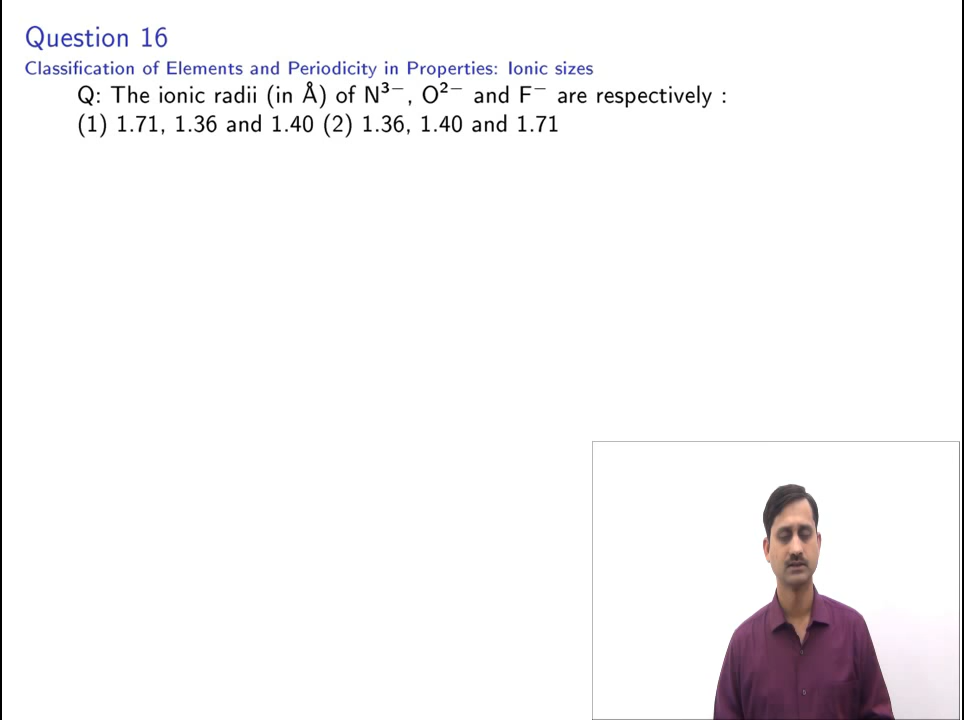 Question 16
Classification of Elements and Periodicity in Properties: Ionic sizes
Q: The ionic radii (in Å) of N³⁻, O²⁻ and F⁻ are respectively :
(1) 1.71, 1.36 and 1.40 (2) 1.36, 1.40 and 1.71